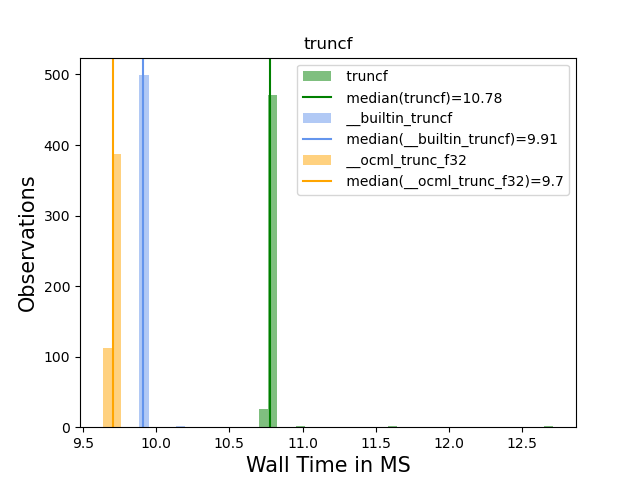 truncf
500
400
300
200
100
0
Observations
truncf
median(truncf)=10.78
__builtin_truncf
median(__builtin_truncf)=9.91
__ocml_trunc_f32
median(__ocml_trunc_f32)=9.7
9.5 10.0 10.5 11.0 11.5 12.0 12.5
Wall Time in MS